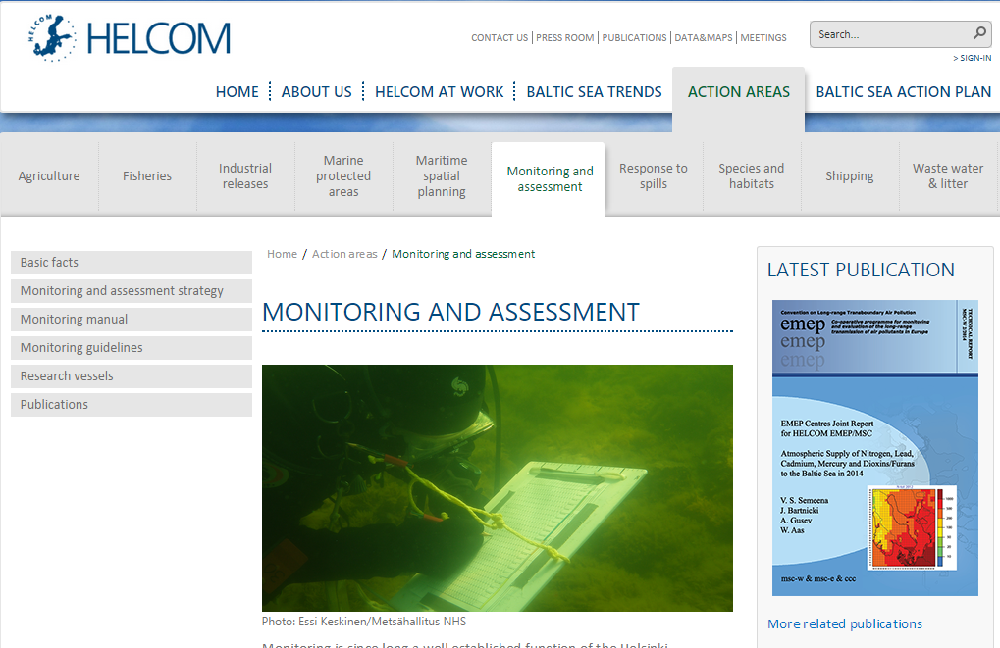 HELCOM
HELCOM
CONTACT US | PRESS ROOM | PUBLICATIONS | DATA&MAPS | MEETINGS
Search...
> SIGN-IN
HOME
ABOUT US
HELCOM AT WORK
BALTIC SEA TRENDS
ACTION AREAS
BALTIC SEA ACTION PLAN
Agriculture
Fisheries
Industrial
releases
Marine
protected
areas
Maritime
spatial
planning
Monitoring and
assessment
Response to
spills
Species and
habitats
Shipping
Waste water
& litter
Basic facts
Monitoring and assessment strategy
Monitoring manual
Monitoring guidelines
Research vessels
Publications
Home / Action areas / Monitoring and assessment
MONITORING AND ASSESSMENT
Photo: Essi Keskinen/Metsähallitus NHS
Monitoring is since long a well established function of the Helsinki
LATEST PUBLICATION
Convention on Long-range Transboundary Air Pollution
emep
emep
emep
Co-operative programme for monitoring
and evaluation of the long-range
transmission of air pollutants in Europe
TECHNICAL REPORT
EMEP Centres Joint Report
for HELCOM EMEP/MSC
Atmospheric Supply of Nitrogen, Lead,
Cadmium, Mercury and Dioxins/Furans
to the Baltic Sea in 2014
V. S. Semeena
J. Bartnicki
A. Gusev
W. Aas
msc-w & msc-e & ccc
More related publications